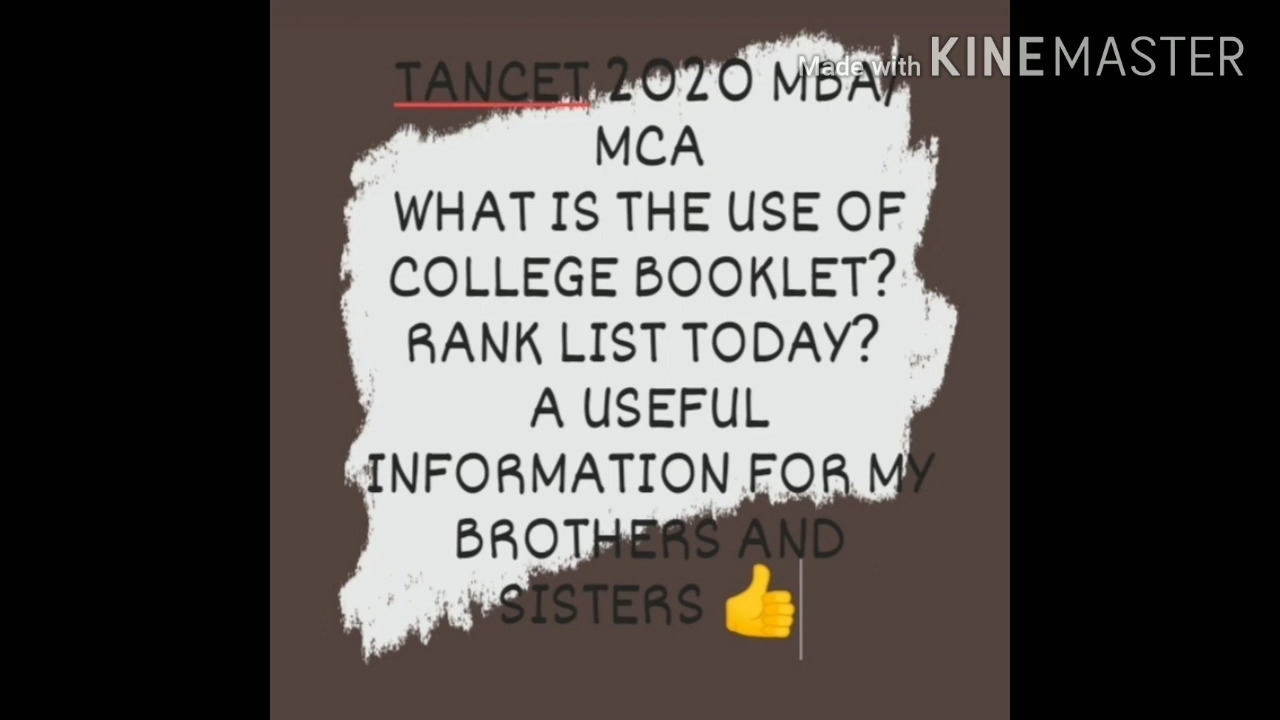 Made with KINEMASTER
TANCET 2020 MBA/
MCA
WHAT IS THE USE OF
COLLEGE BOOKLET?
RANK LIST TODAY?
A USEFUL
INFORMATION FOR MY
BROTHERS AND
SISTERS 👍